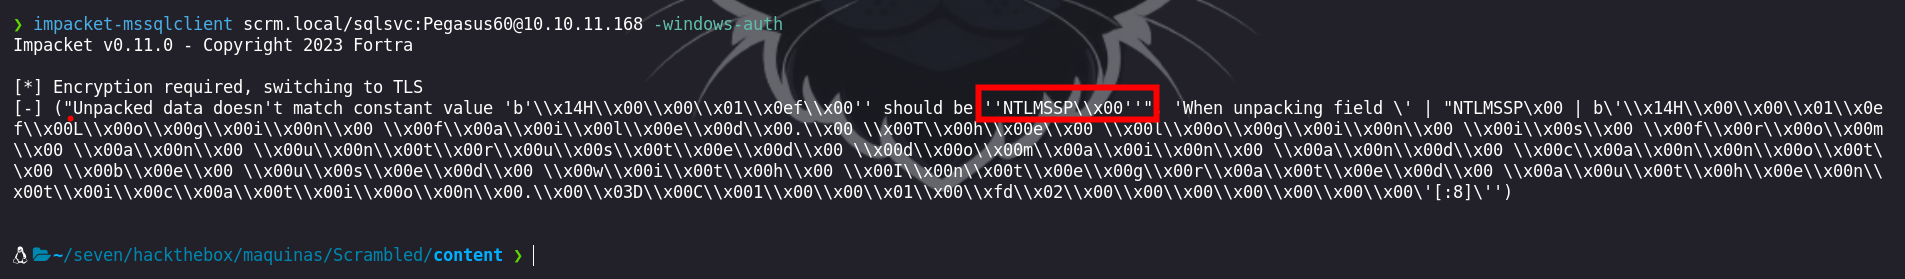 ❯ impacket-mssqlclient scrm.local/sqlsvc:Pegasus60@10.10.11.168 -windows-auth
Impacket v0.11.0 - Copyright 2023 Fortra
[*] Encryption required, switching to TLS
[-] ("Unpacked data doesn't match constant value 'b'\\x14H\\x00\\x00\\x01\\x0ef\\x00'' should be ''NTLMSSP\\x00''", 'When unpacking field \' | "NTLMSSP\x00 | b\'\\x14H\\x00\\x00\\x01\\x0e
f\\x00L\\x00o\\x00g\\x00i\\x00n\\x00 \\x00f\\x00a\\x00i\\x00l\\x00e\\x00d\\x00.\\x00 \\x00T\\x00h\\x00e\\x00 \\x00l\\x00o\\x00g\\x00i\\x00n\\x00 \\x00i\\x00s\\x00 \\x00f\\x00r\\x00o\\x00m
\\x00 \\x00a\\x00n\\x00 \\x00u\\x00n\\x00t\\x00r\\x00u\\x00s\\x00t\\x00e\\x00d\\x00 \\x00d\\x00o\\x00m\\x00a\\x00i\\x00n\\x00 \\x00a\\x00n\\x00d\\x00 \\x00c\\x00a\\x00n\\x00n\\x00o\\x00t\
\x00 \\x00b\\x00e\\x00 \\x00u\\x00s\\x00e\\x00d\\x00 \\x00w\\x00i\\x00t\\x00h\\x00 \\x00I\\x00n\\x00t\\x00e\\x00g\\x00r\\x00a\\x00t\\x00e\\x00d\\x00 \\x00a\\x00u\\x00t\\x00h\\x00e\\x00n\\
x00t\\x00i\\x00c\\x00a\\x00t\\x00i\\x00o\\x00n\\x00.\\x00\\x03D\\x00C\\x001\\x00\\x00\\x01\\x00\\xfd\\x02\\x00\\x00\\x00\\x00\\x00\\x00\\x00\'[:8]\'')
~/seven/hackthebox/maquinas/Scrambled/content ❯